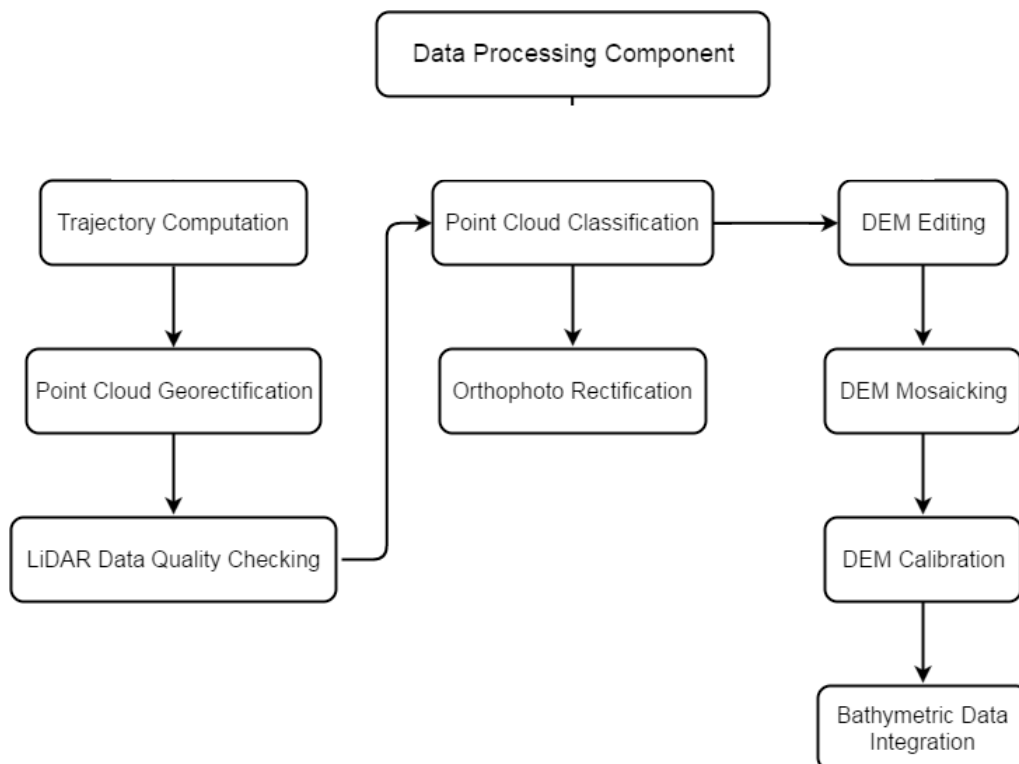 Data Processing Component
Trajectory Computation
Point Cloud Classification
DEM Editing
Point Cloud Georectification
Orthophoto Rectification
DEM Mosaicking
LiDAR Data Quality Checking
DEM Calibration
Bathymetric Data
Integration